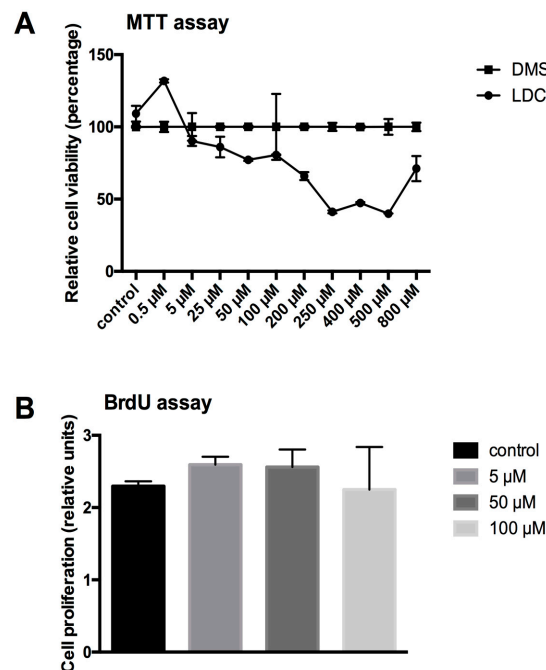 A
MTT assay
Relative cell viability (percentage)
150
100
50
0
control
0.5 µM
5 µM
25 µM
50 µM
100 µM
200 µM
250 µM
400 µM
500 µM
800 µM
DMS
LDC
B
BrdU assay
Cell proliferation (relative units)
3
2
1
0
control
5 µM
50 µM
100 µM